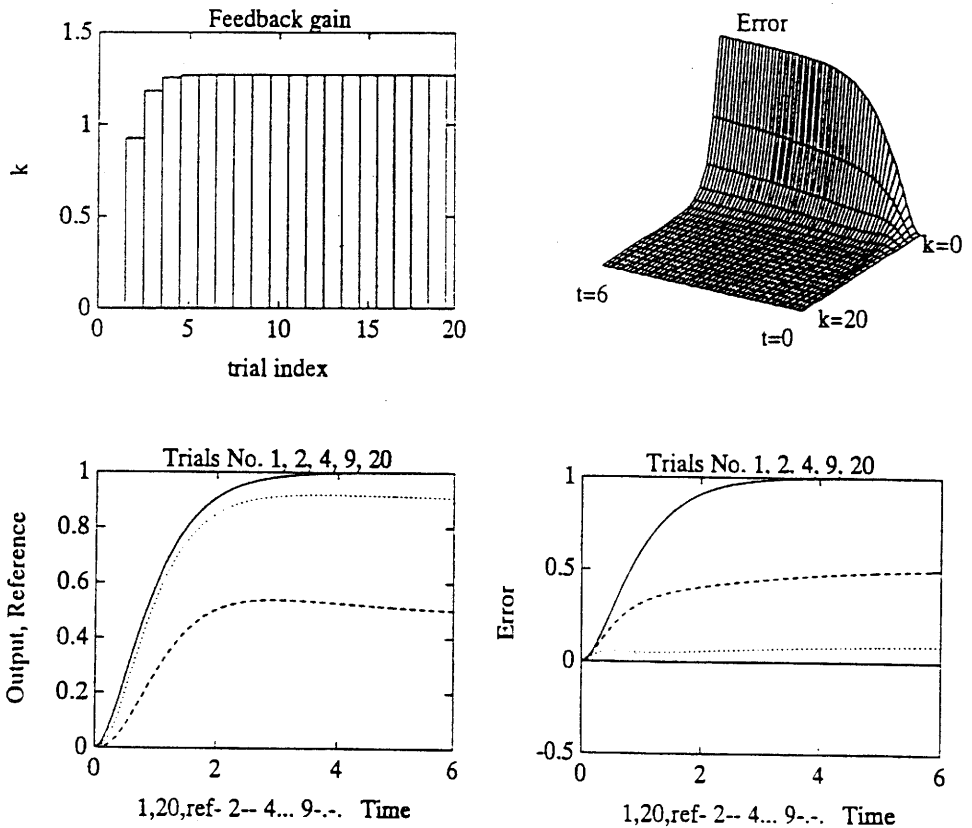 Feedback gain
1.5
1
0.5
0
k
0
5
10
15
20
trial index
Error
t=6
t=0
k=0
k=20
Trials No. 1, 2, 4, 9, 20
1
0.8
0.6
0.4
0.2
0
Output, Reference
0
2
4
6
1,20,ref- 2-- 4... 9-.-. Time
Trials No. 1, 2. 4, 9, 20
1
0.5
0
-0.5
Error
0
2
4
6
1,20,ref- 2-- 4... 9-.-. Time